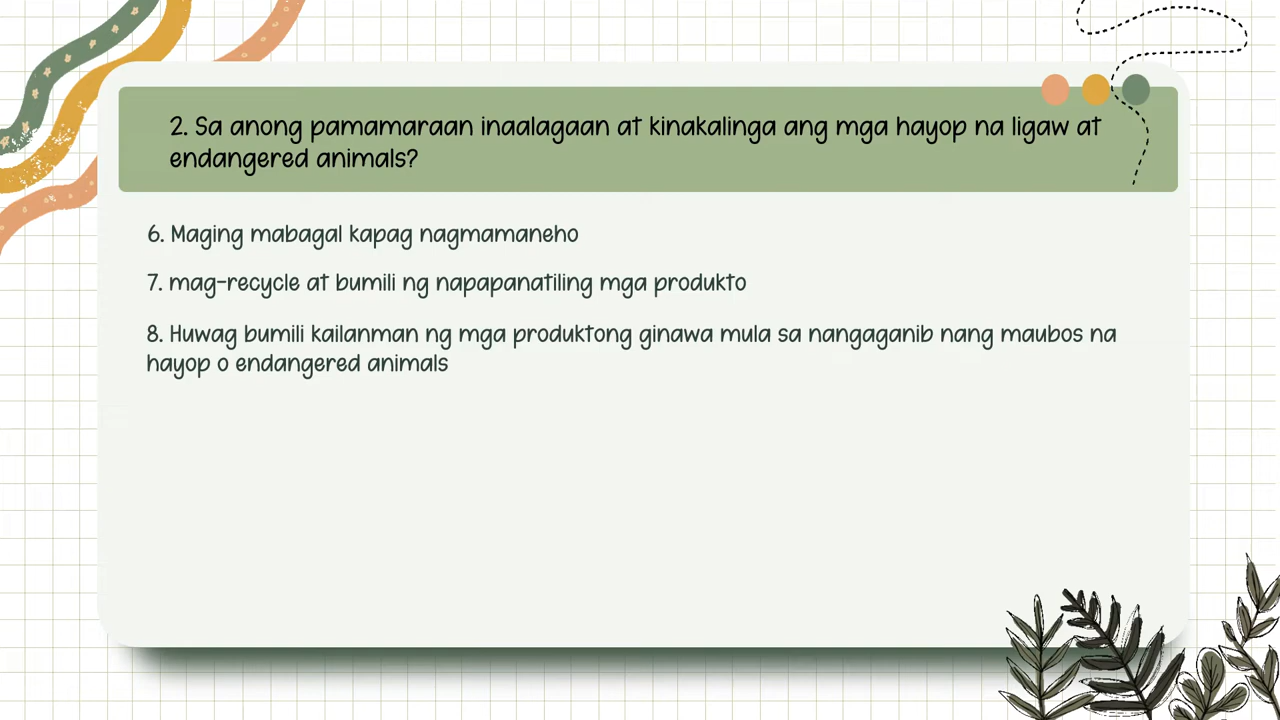 2. Sa anong pamamaraan inaalagaan at kinakalinga ang mga hayop na ligaw at
endangered animals?
6. Maging mabagal kapag nagmamaneho
7. mag-recycle at bumili ng napapanatiling mga produkto
8. Huwag bumili kailanman ng mga produktong ginawa mula sa nangaganib nang maubos na
hayop o endangered animals